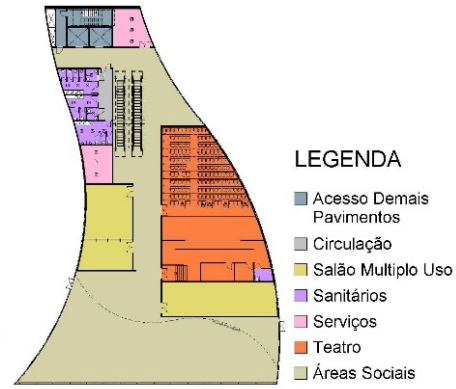 LEGENDA
Acesso Demais
Pavimentos
Circulação
Salão Multiplo Uso
Sanitários
Serviços
Teatro
Áreas Sociais